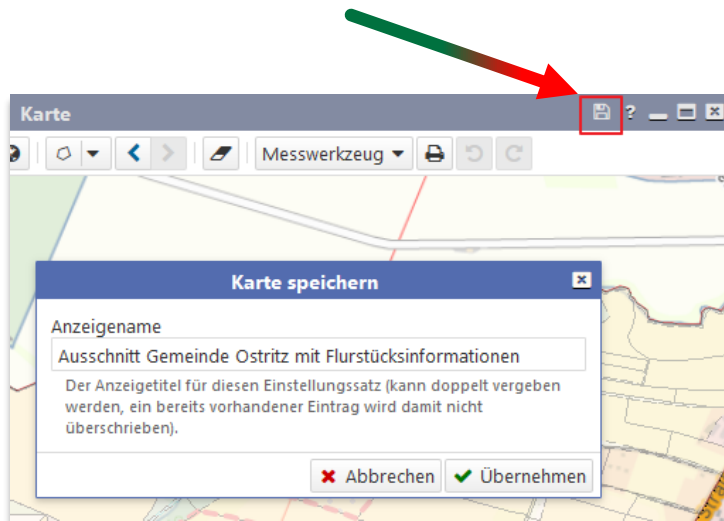 Karte ?
Messwerkzeug
Karte speichern
Anzeigename
Ausschnitt Gemeinde Ostritz mit Flurstücksinformationen
Der Anzeigetitel für diesen Einstellungssatz (kann doppelt vergeben
werden, ein bereits vorhandener Eintrag wird damit nicht
überschrieben).
Abbrechen Übernehmen